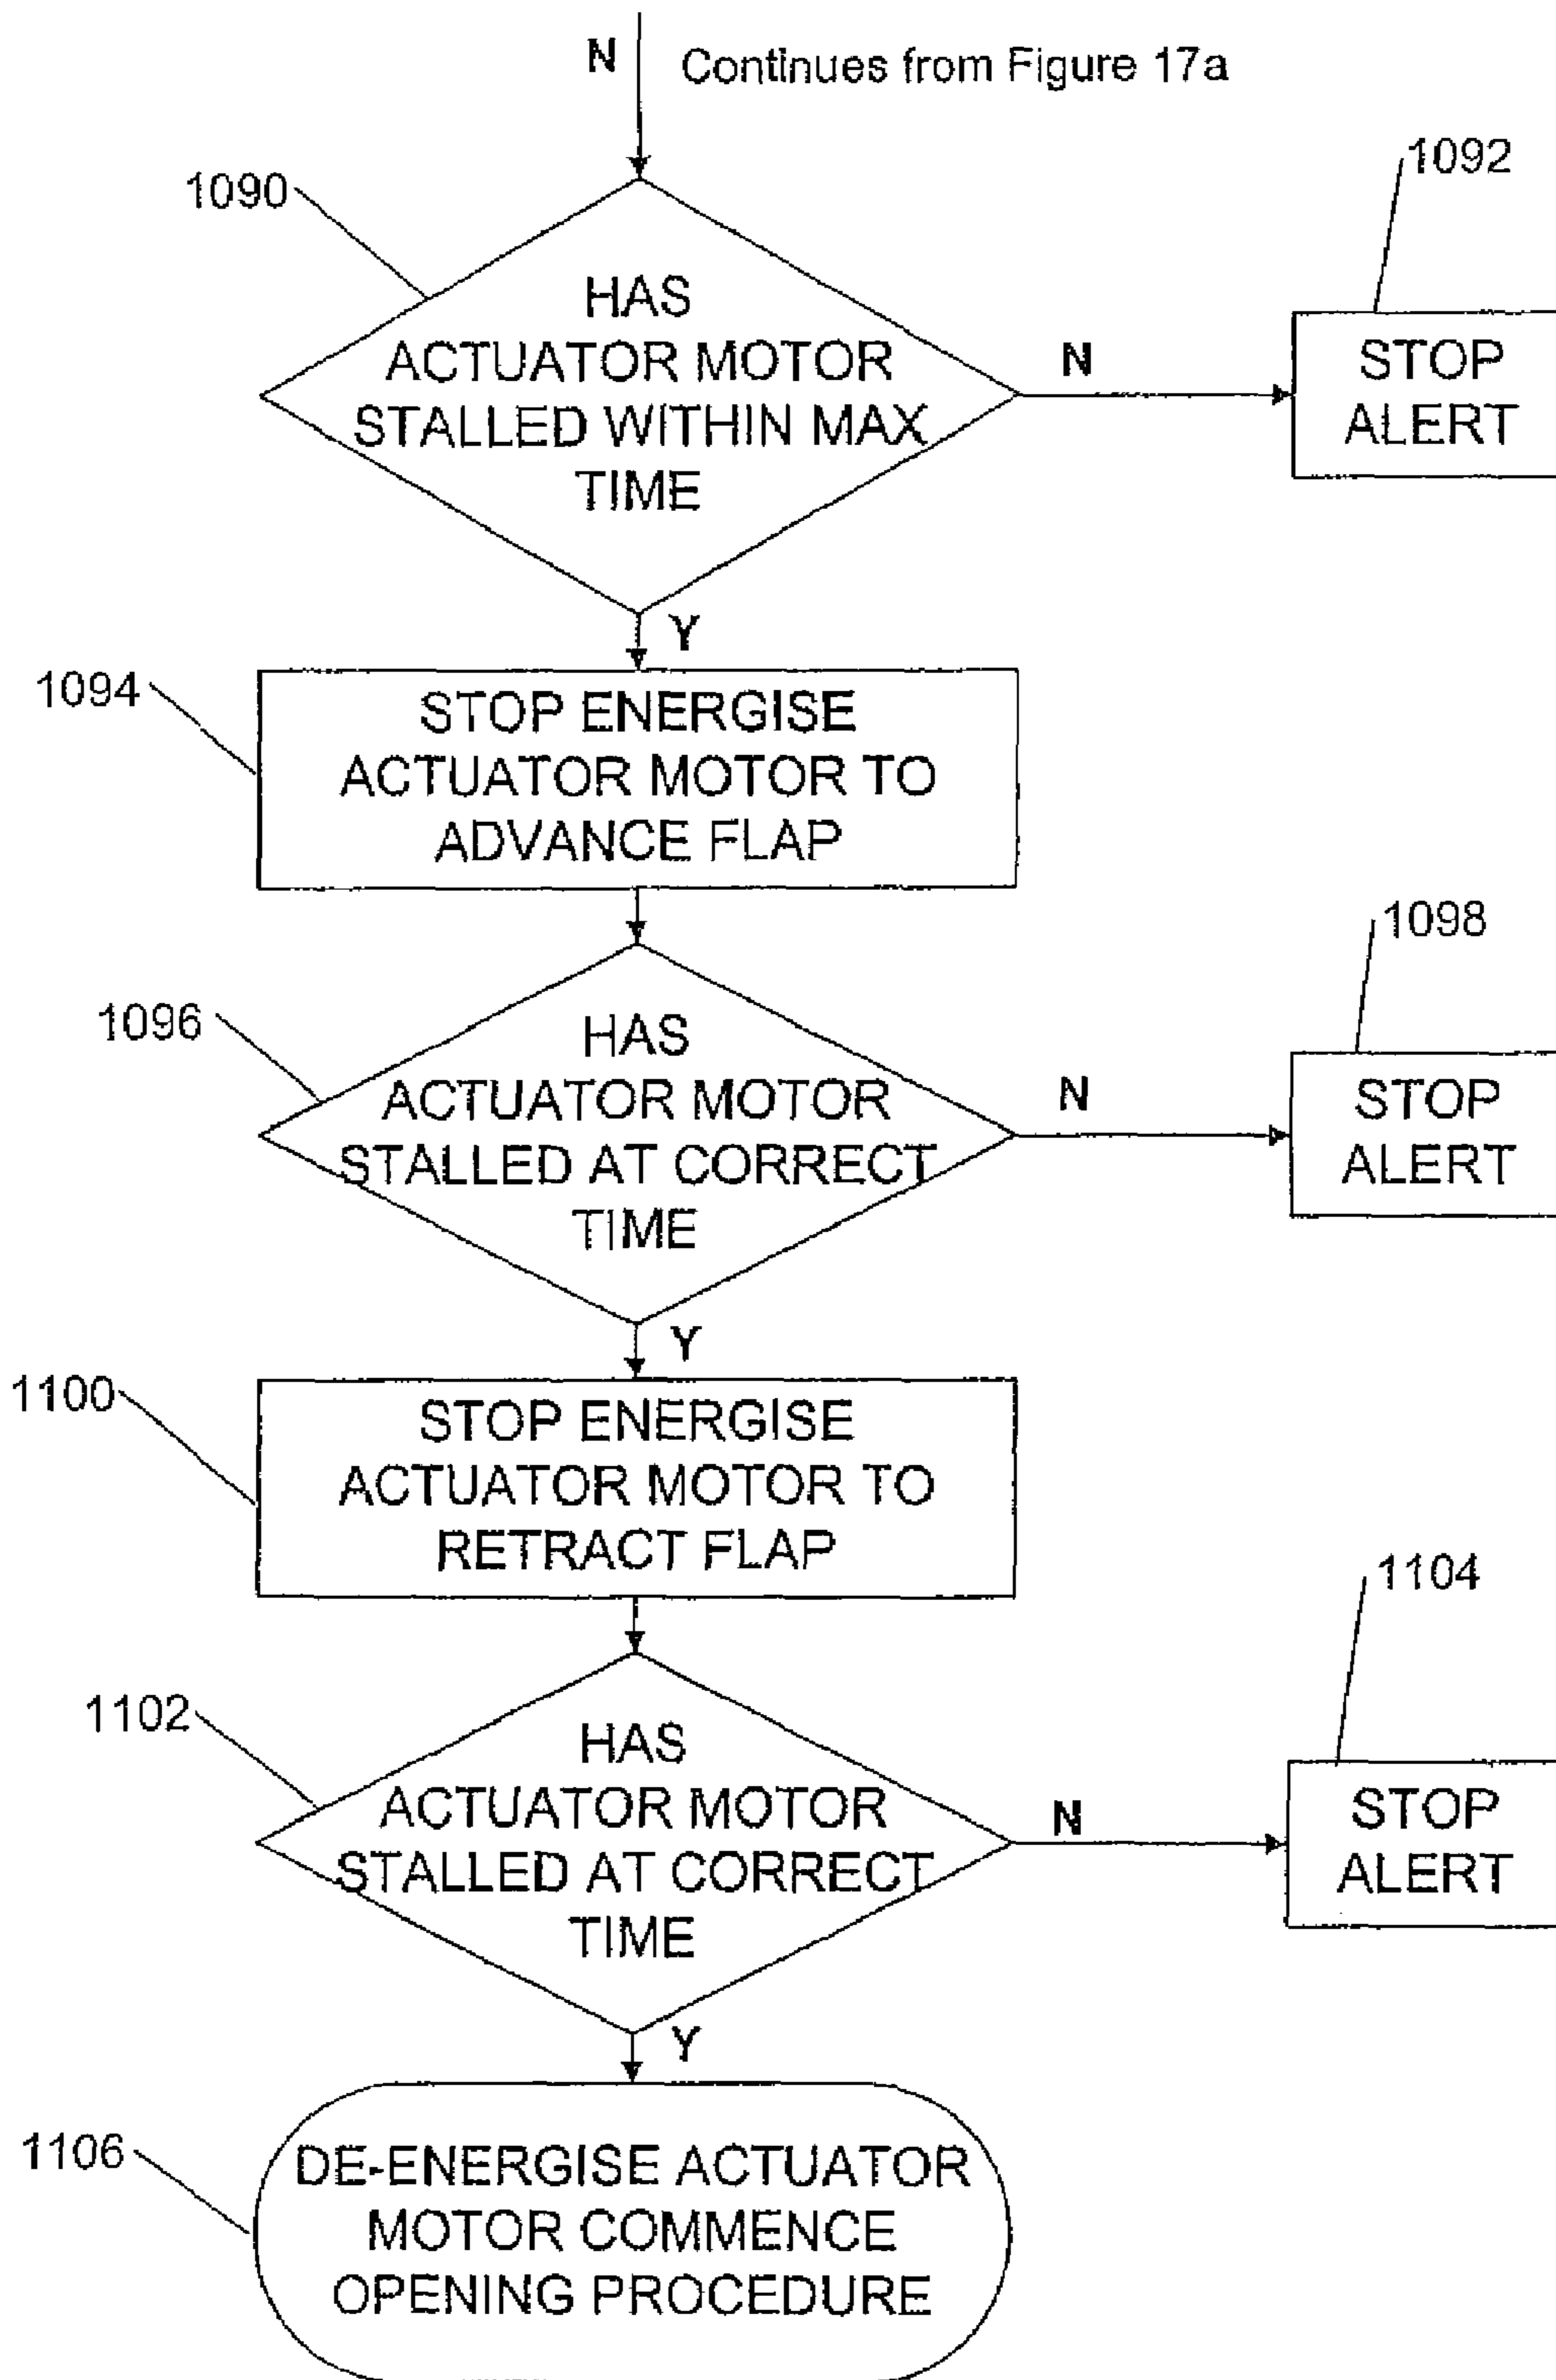 N Continues from Figure 17a
1090
1092
HAS
ACTUATOR MOTOR
STALLED WITHIN MAX
TIME
N
STOP
ALERT
Y
1094
STOP ENERGISE
ACTUATOR MOTOR TO
ADVANCE FLAP
1096
1098
HAS
ACTUATOR MOTOR
STALLED AT CORRECT
TIME
N
STOP
ALERT
Y
1100
STOP ENERGISE
ACTUATOR MOTOR TO
RETRACT FLAP
1102
1104
HAS
ACTUATOR MOTOR
STALLED AT CORRECT
TIME
N
STOP
ALERT
Y
1106
DE-ENERGISE ACTUATOR
MOTOR COMMENCE
OPENING PROCEDURE